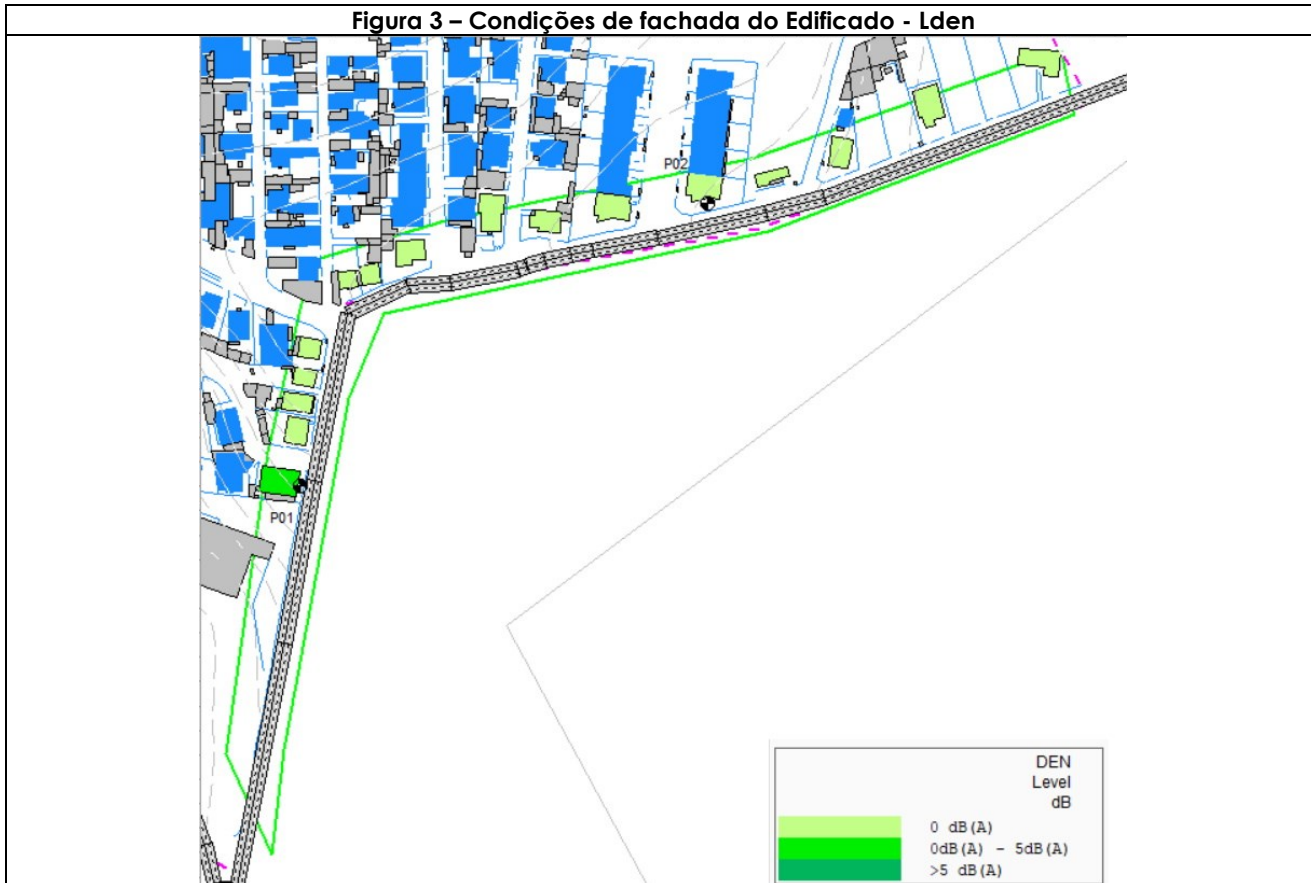 Figura 3 – Condições de fachada do Edificado - Lden
P02
P01
DEN
Level
dB
0 dB(A)
0dB(A) - 5dB(A)
>5 dB(A)